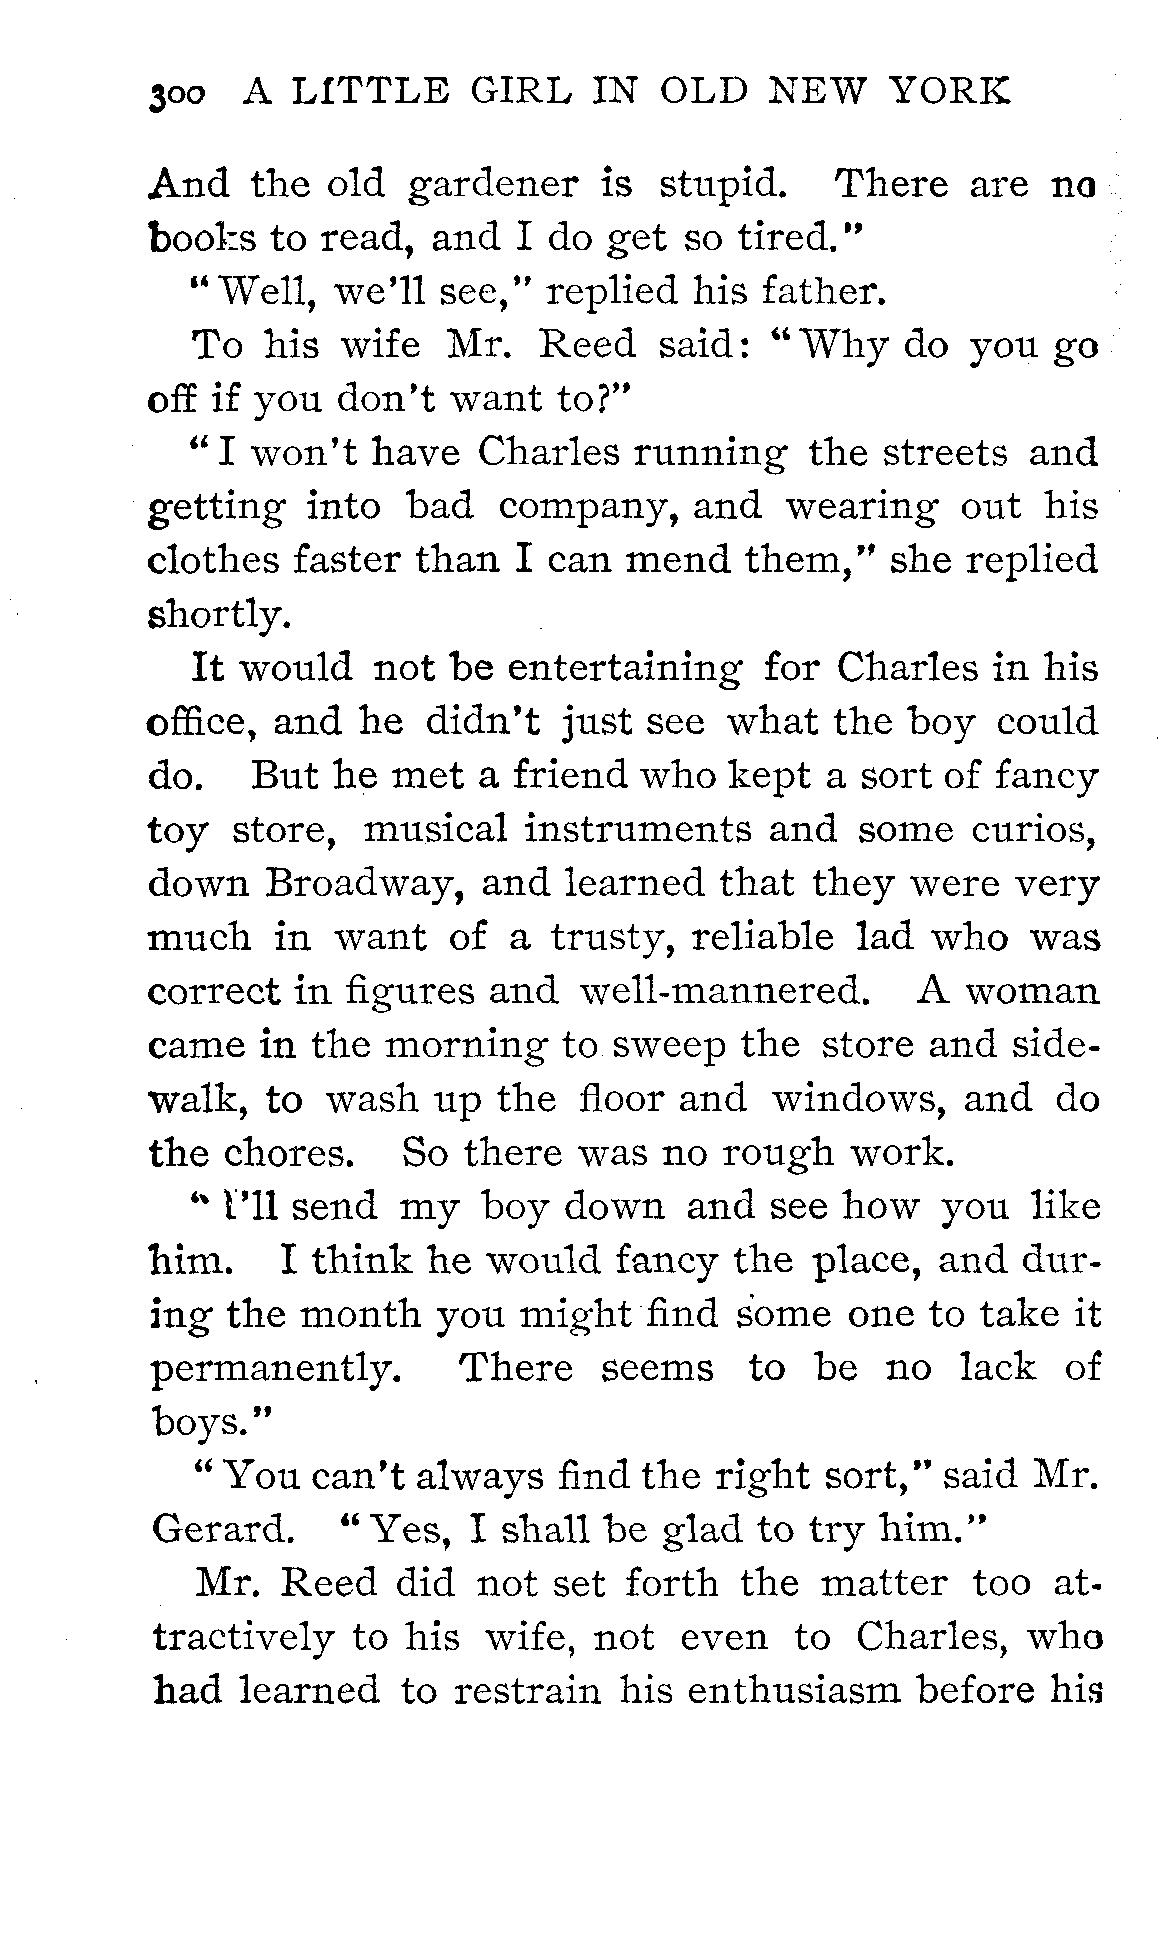 300 A LITTLE GIRL IN OLD NEW YORK
And the old gardener is stupid. There are no
books to read, and I do get so tired."
"Well, we'll see," replied his father.
To his wife Mr. Reed said: "Why do you go
off if you don't want to?"
"I won't have Charles running the streets and
getting into bad company, and wearing out his
clothes faster than I can mend them," she replied
shortly.
It would not be entertaining for Charles in his
office, and he didn't just see what the boy could
do. But he met a friend who kept a sort of fancy
toy store, musical instruments and some curios,
down Broadway, and learned that they were very
much in want of a trusty, reliable lad who was
correct in figures and well-mannered. A woman
came in the morning to sweep the store and side-
walk, to wash up the floor and windows, and do
the chores. So there was no rough work.
"I'll send my boy down and see how you like
him. I think he would fancy the place, and dur-
ing the month you might find some one to take it
permanently. There seems to be no lack of
boys."
"You can't always find the right sort," said Mr.
Gerard. "Yes, I shall be glad to try him."
Mr. Reed did not set forth the matter too at-
tractively to his wife, not even to Charles, who
had learned to restrain his enthusiasm before his